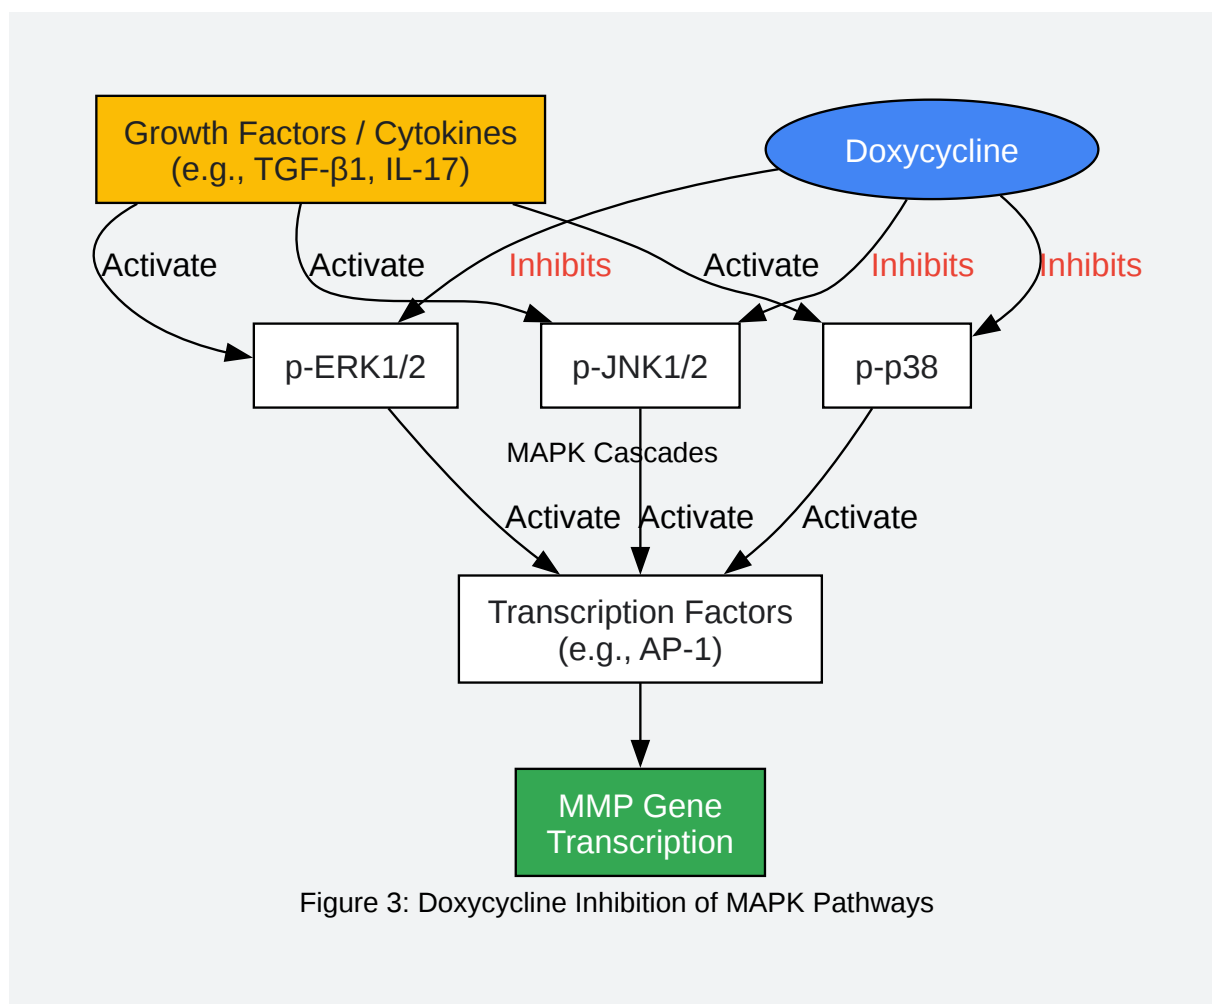 Growth Factors / Cytokines
(e.g., TGF-β1, IL-17)
Doxycycline
Activate
Activate
Inhibits
Activate
Inhibits
Inhibits
p-ERK1/2
p-JNK1/2
p-p38
MAPK Cascades
Activate
Activate
Activate
Transcription Factors
(e.g., AP-1)
MMP Gene
Transcription
Figure 3: Doxycycline Inhibition of MAPK Pathways